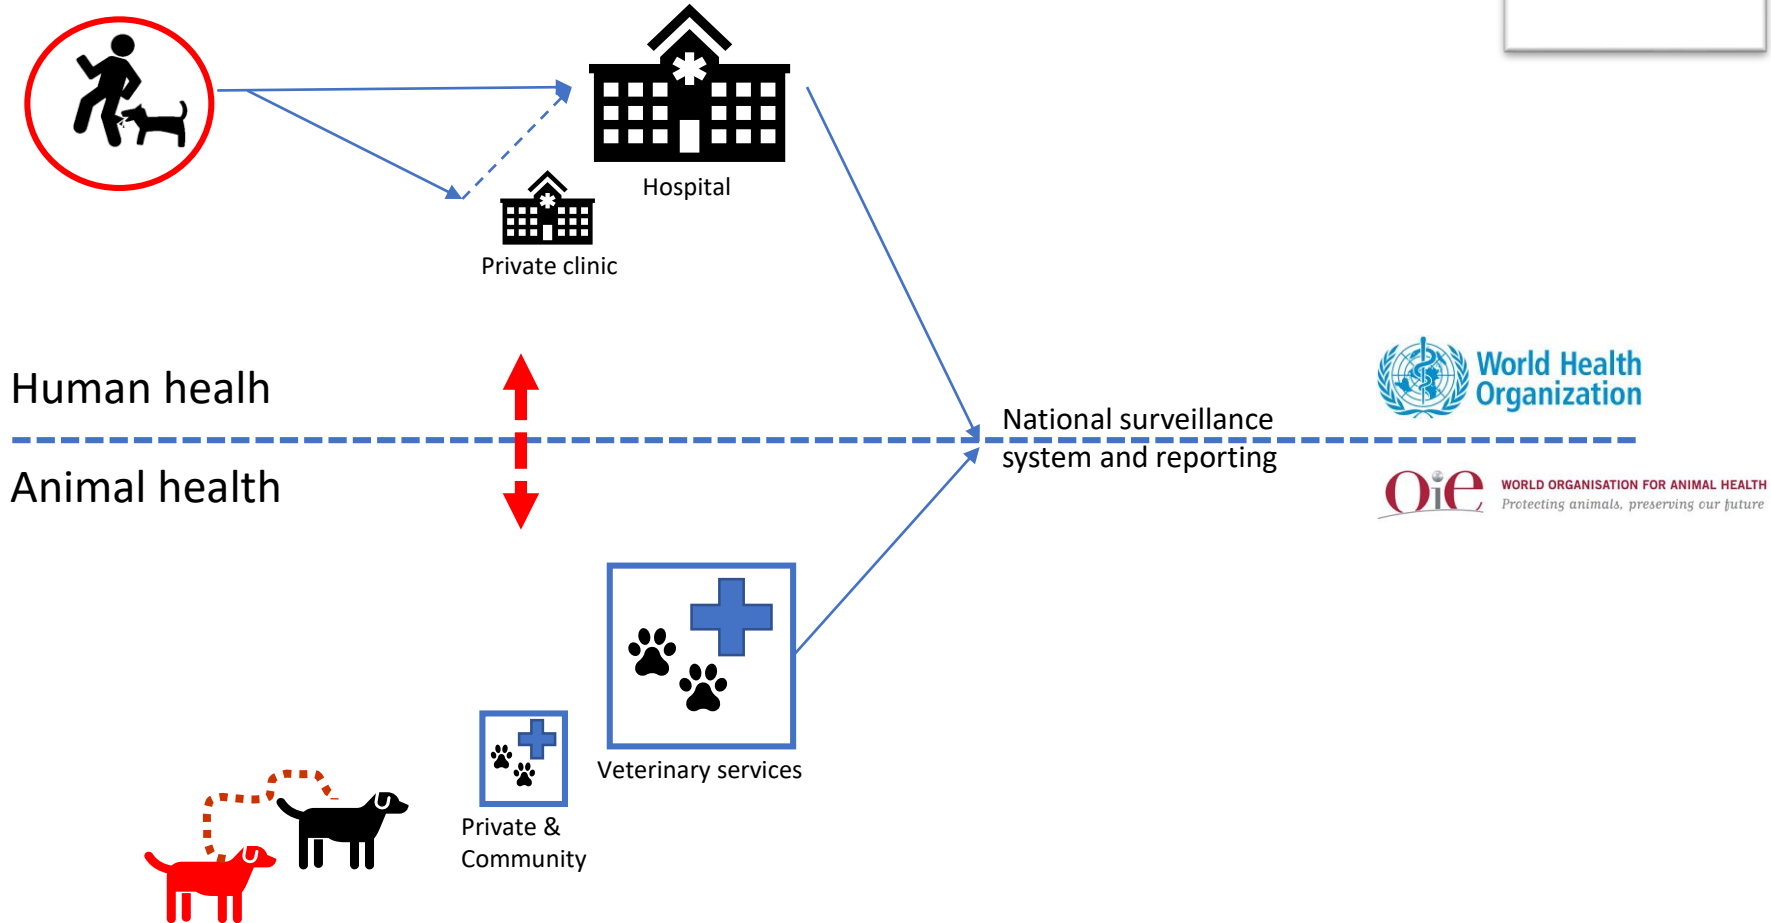 Hospital
Private clinic
Human healh
World Health
Organization
National surveillance
system and reporting
Animal health
OiE
WORLD ORGANISATION FOR ANIMAL HEALTH
Protecting animals, preserving our future
Veterinary services
Private &
Community